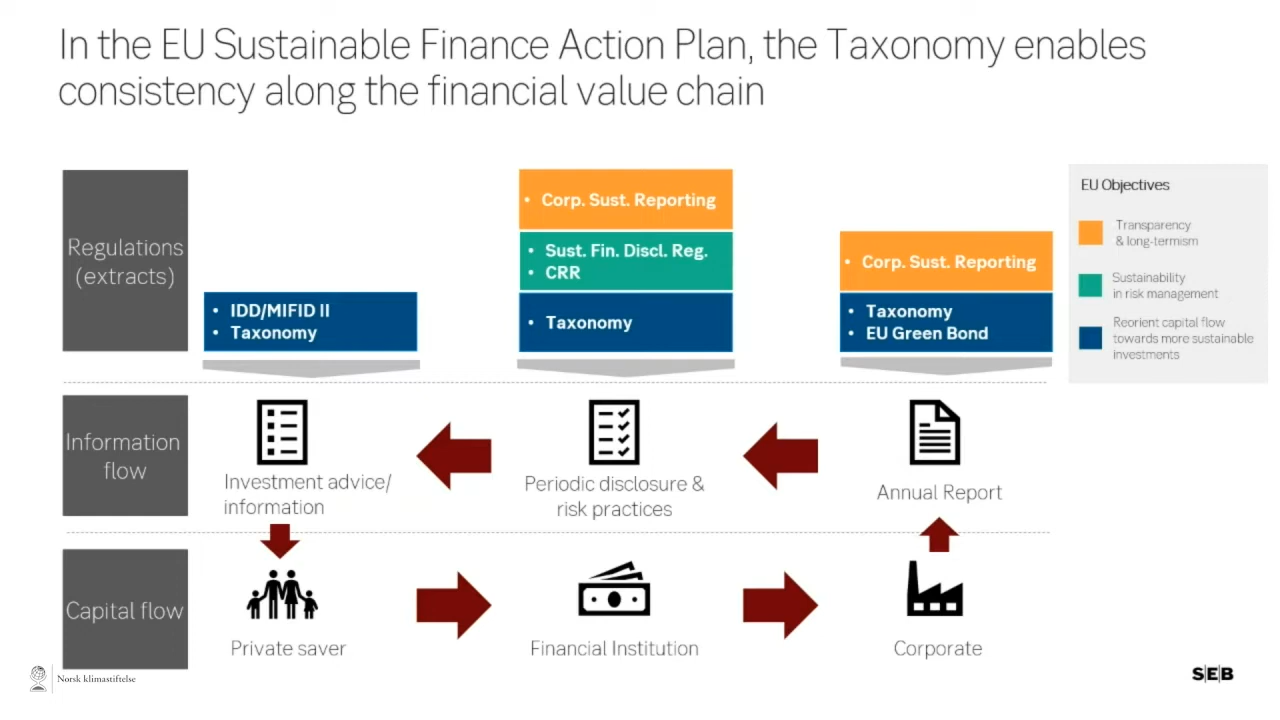 In the EU Sustainable Finance Action Plan, the Taxonomy enables
consistency along the financial value chain
Regulations
(extracts)
• IDD/MIFID II
• Taxonomy
• Corp. Sust. Reporting
• Sust. Fin. Discl. Reg.
• CRR
• Taxonomy
• Corp. Sust. Reporting
• Taxonomy
• EU Green Bond
EU Objectives
Transparency
& long-termism
Sustainability
in risk management
Reorient capital flow
towards more sustainable
investments
Information
flow
Investment advice/
information
Periodic disclosure &
risk practices
Annual Report
Capital flow
Private saver
Financial Institution
Corporate
Norsk klimastiftelse
S|E|B